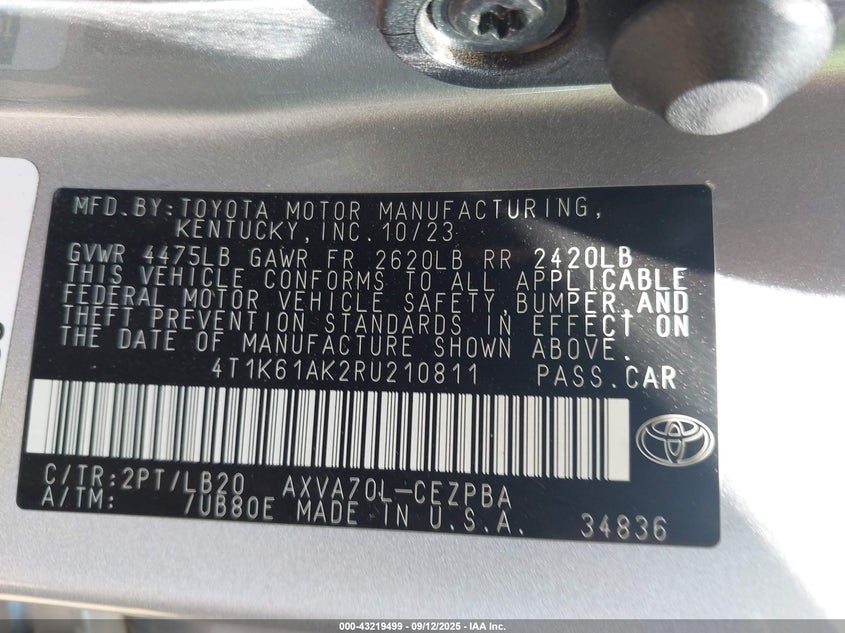 MFD.BY:TOYOTA MOTOR MANUFACTURING,
KENTUCKY,INC.10/23
GVWR 4475LB GAWR FR 2620LB RR 2420LB
THIS VEHICLE CONFORMS TO ALL APPLICABLE
FEDERAL MOTOR VEHICLE SAFETY,BUMPER,AND
THEFT PREVENTION STANDARDS IN EFFECT ON
THE DATE OF MANUFACTURE SHOWN ABOVE.
4T1K61AK2RU210811 PASS.CAR
C/TR:2PT/LB20 AXVA70L-CEZPBA
A/TM: /UB80E MADE IN U.S.A. 34836
000-43219499 - 09/12/2025 - IAA Inc.